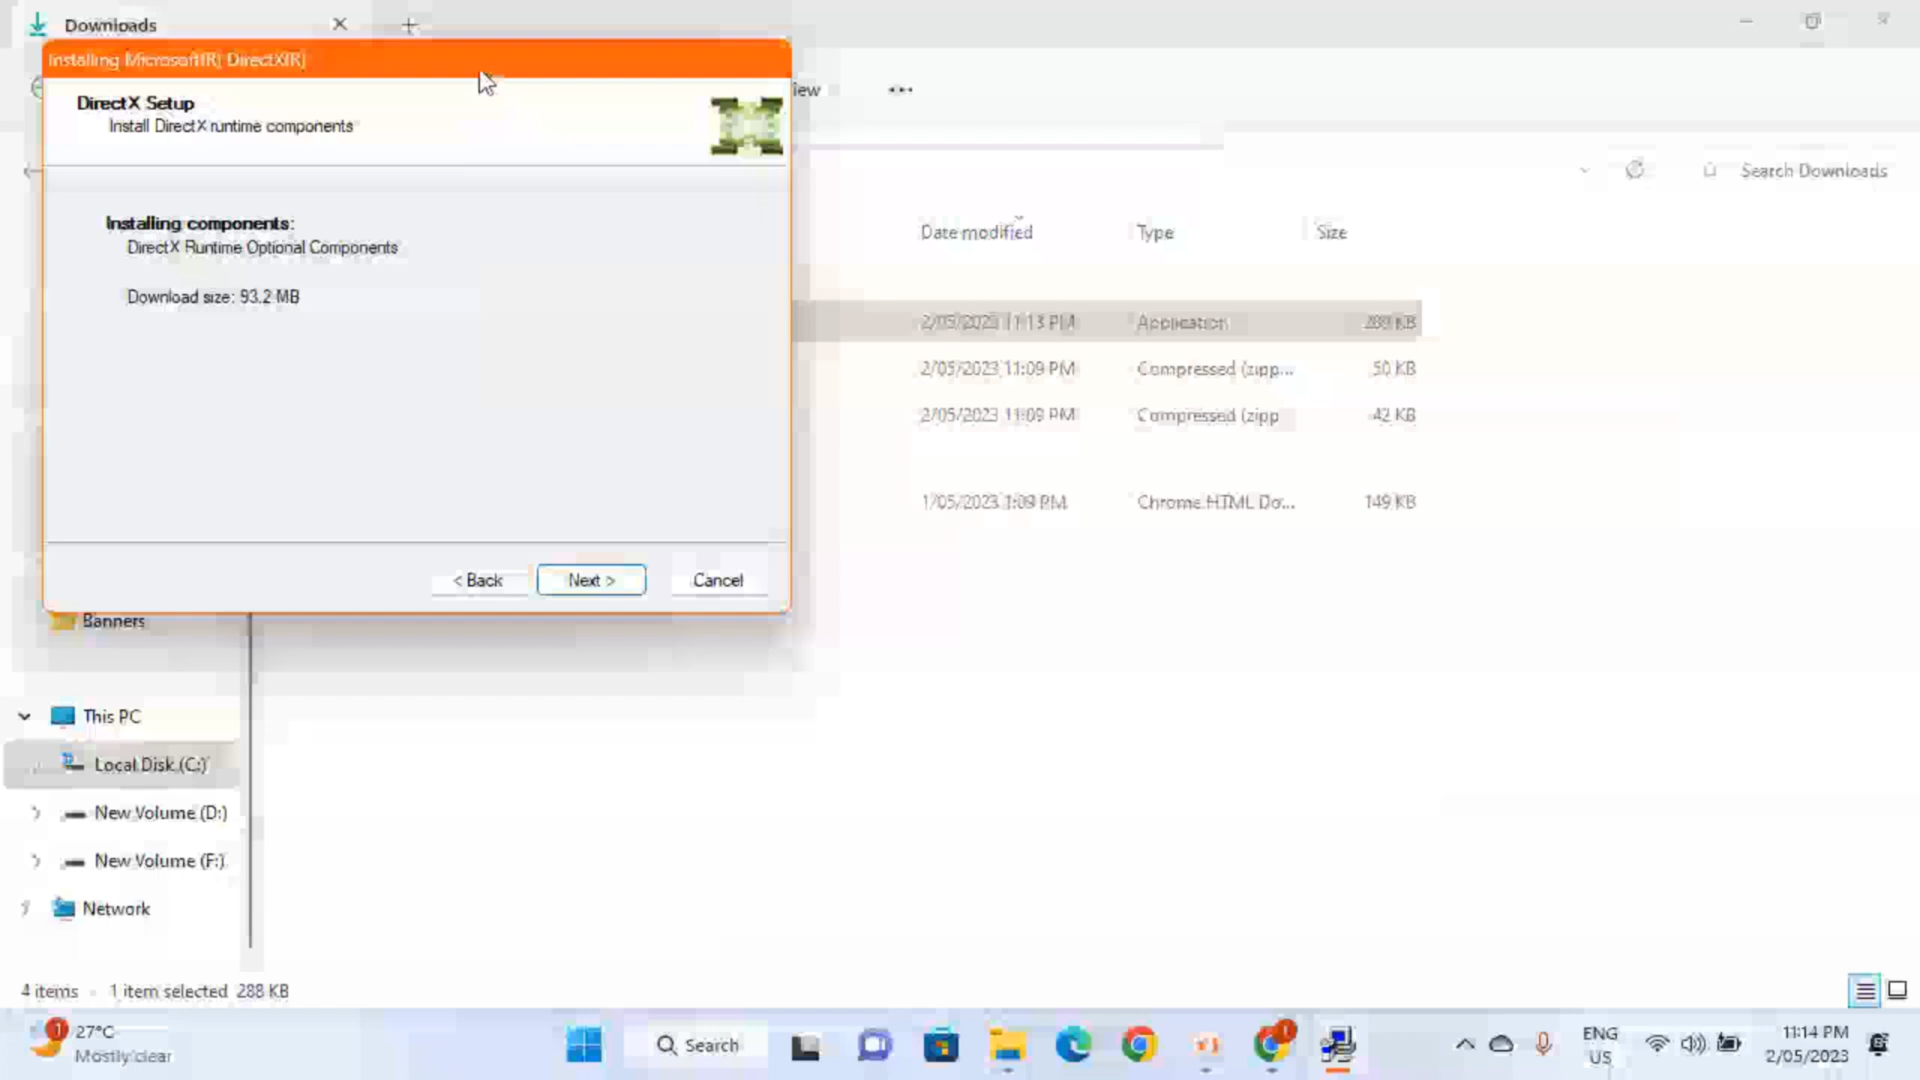 Downloads
Installing Microsoft(R) DirectX(R)
iew
DirectX Setup
Install DirectX runtime components
Search Downloads
Installing components:
DirectX Runtime Optional Components
Download size: 93.2 MB
Date modified Type Size
2/05/2023 11:13 PM Application 289 KB
2/05/2023 11:09 PM Compressed (zipp... 50 KB
2/05/2023 11:09 PM Compressed (zipp 42 KB
1/05/2023 1:09 PM Chrome HTML Do... 149 KB
< Back Next > Cancel
Banners
This PC
Local Disk (C:)
New Volume (D:)
New Volume (F:)
Network
4 items 1 item selected 288 KB
1
27°C
Mostly clear
Search
1
ENG
US
11:14 PM
2/05/2023